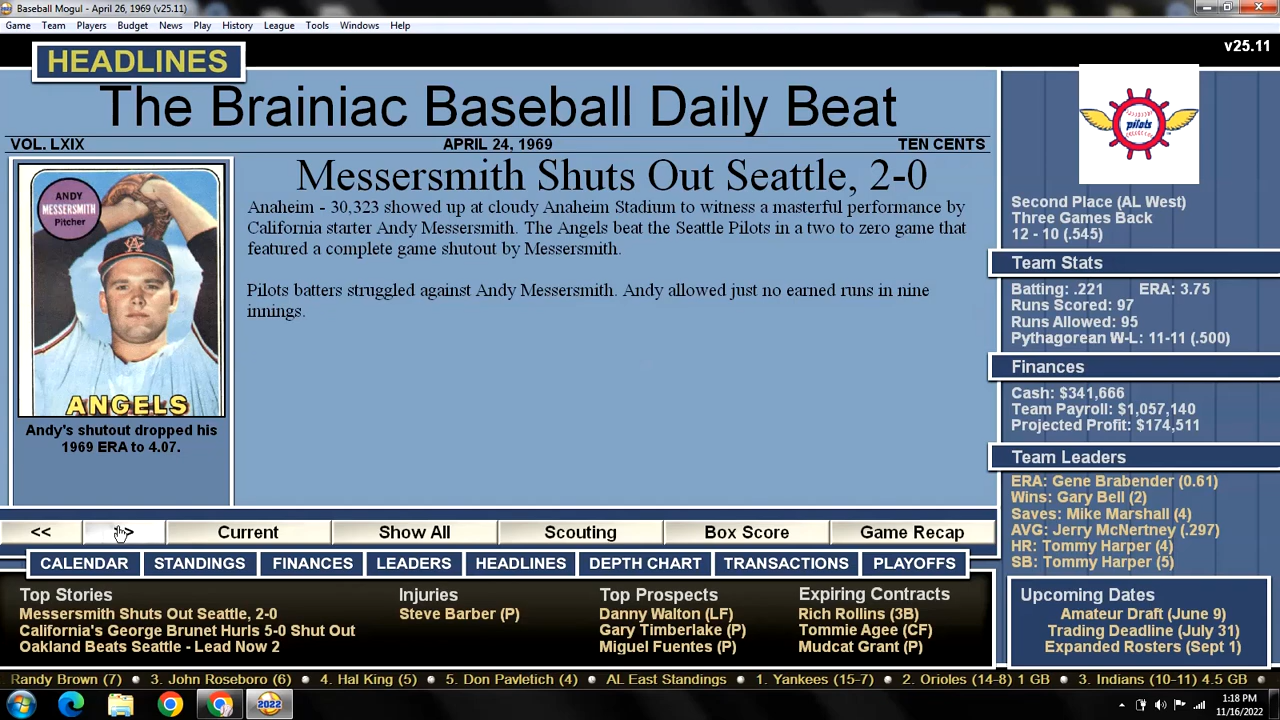 Baseball Mogul - April 26, 1969 (v25.11)
Game Team Players Budget News Play History League Tools Windows Help
HEADLINES
v25.11
The Brainiac Baseball Daily Beat
VOL. LXIX APRIL 24, 1969 TEN CENTS
ANDY
MESSERSMITH
Pitcher
ANGELS
Andy's shutout dropped his
1969 ERA to 4.07.
Messersmith Shuts Out Seattle, 2-0
Anaheim - 30,323 showed up at cloudy Anaheim Stadium to witness a masterful performance by
California starter Andy Messersmith. The Angels beat the Seattle Pilots in a two to zero game that
featured a complete game shutout by Messersmith.
Pilots batters struggled against Andy Messersmith. Andy allowed just no earned runs in nine
innings.
pilots
Second Place (AL West)
Three Games Back
12 - 10 (.545)
Team Stats
Batting: .221 ERA: 3.75
Runs Scored: 97
Runs Allowed: 95
Pythagorean W-L: 11-11 (.500)
Finances
Cash: $341,666
Team Payroll: $1,057,140
Projected Profit: $174,511
Team Leaders
ERA: Gene Brabender (0.61)
Wins: Gary Bell (2)
Saves: Mike Marshall (4)
AVG: Jerry McNertney (.297)
HR: Tommy Harper (4)
SB: Tommy Harper (5)
<< >> Current Show All Scouting Box Score Game Recap
CALENDAR STANDINGS FINANCES LEADERS HEADLINES DEPTH CHART TRANSACTIONS PLAYOFFS
Top Stories
Messersmith Shuts Out Seattle, 2-0
California's George Brunet Hurls 5-0 Shut Out
Oakland Beats Seattle - Lead Now 2
Injuries
Steve Barber (P)
Top Prospects
Danny Walton (LF)
Gary Timberlake (P)
Miguel Fuentes (P)
Expiring Contracts
Rich Rollins (3B)
Tommie Agee (CF)
Mudcat Grant (P)
Upcoming Dates
Amateur Draft (June 9)
Trading Deadline (July 31)
Expanded Rosters (Sept 1)
Randy Brown (7) 3. John Roseboro (6) 4. Hal King (5) 5. Don Pavletich (4) AL East Standings 1. Yankees (15-7) 2. Orioles (14-8) 1 GB 3. Indians (10-11) 4.5 GB
2022
1:18 PM
11/16/2022